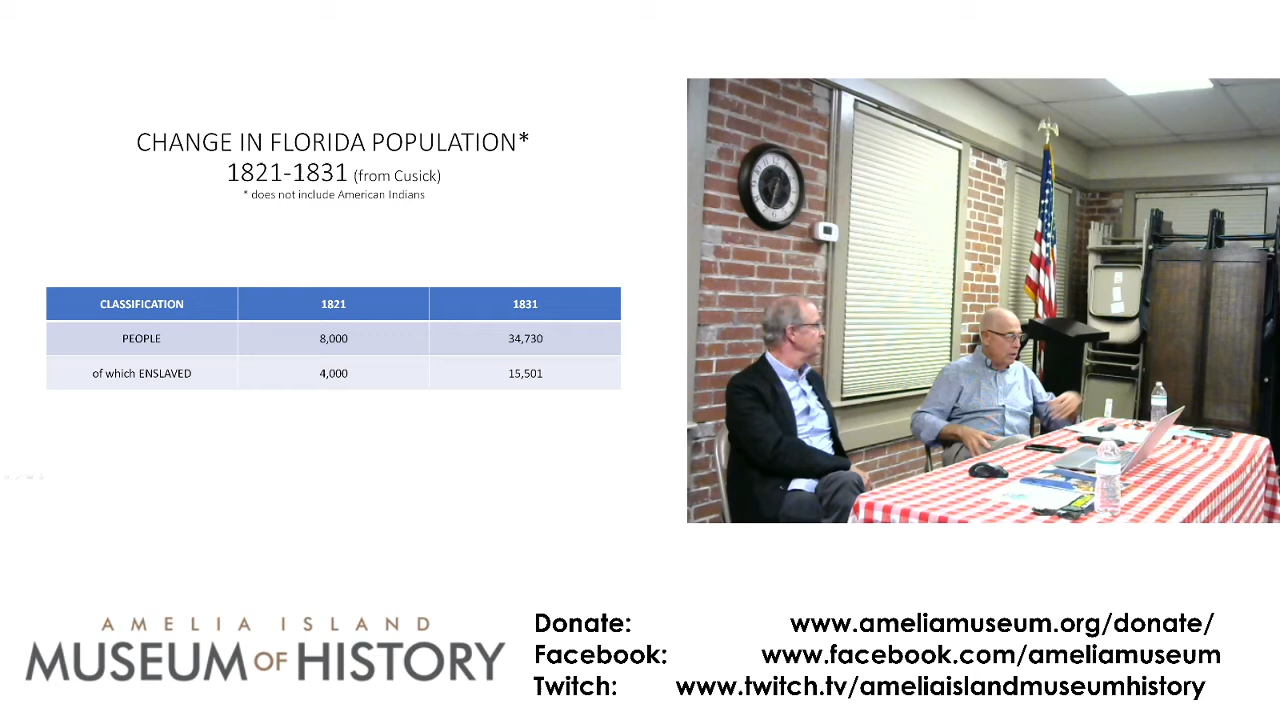 CHANGE IN FLORIDA POPULATION*
1821-1831 (from Cusick)
* does not include American Indians
CLASSIFICATION 1821 1831
PEOPLE 8,000 34,730
of which ENSLAVED 4,000 15,501
AMELIA ISLAND
MUSEUM OF HISTORY
Donate: www.ameliamuseum.org/donate/
Facebook: www.facebook.com/ameliamuseum
Twitch: www.twitch.tv/ameliaislandmuseumhistory